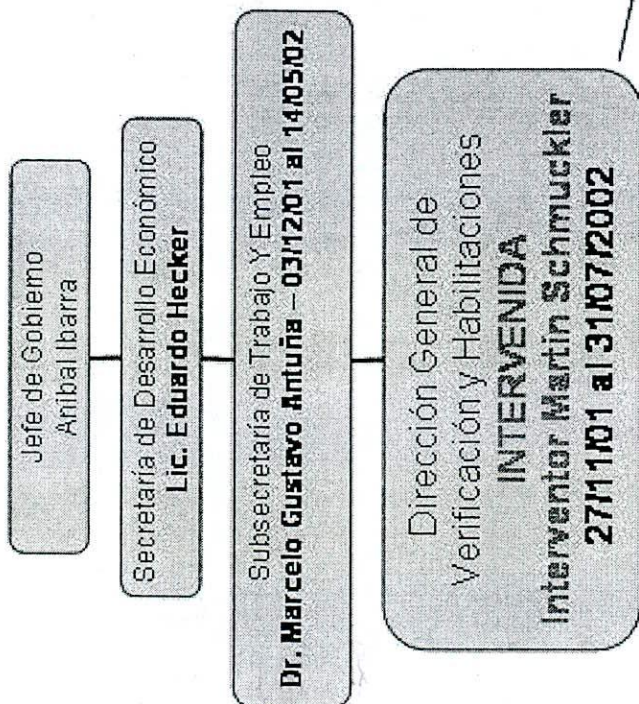 Jefe de Gobierno
Aníbal Ibarra
Secretaría de Desarrollo Económico
Lic. Eduardo Hecker
Subsecretaría de Trabajo Y Empleo
Dr. Marcelo Gustavo Antuña – 03/12/01 al 14/05/02
Dirección General de
Verificación y Habilitaciones
INTERVENIDA
Interventor Martin Schmuckler
27/11/01 al 31/07/2002